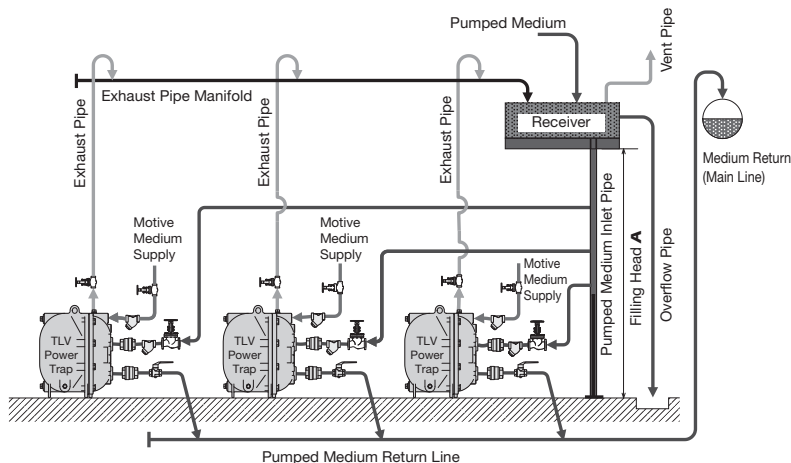 Pumped Medium
Vent Pipe
Exhaust Pipe Manifold
Receiver
Medium Return
(Main Line)
Exhaust Pipe
Exhaust Pipe
Exhaust Pipe
Pumped Medium Inlet Pipe
Filling Head A
Overflow Pipe
Motive
Medium
Supply
Motive
Medium
Supply
Motive
Medium
Supply
TLV
Power
Trap
TLV
Power
Trap
TLV
Power
Trap
Pumped Medium Return Line